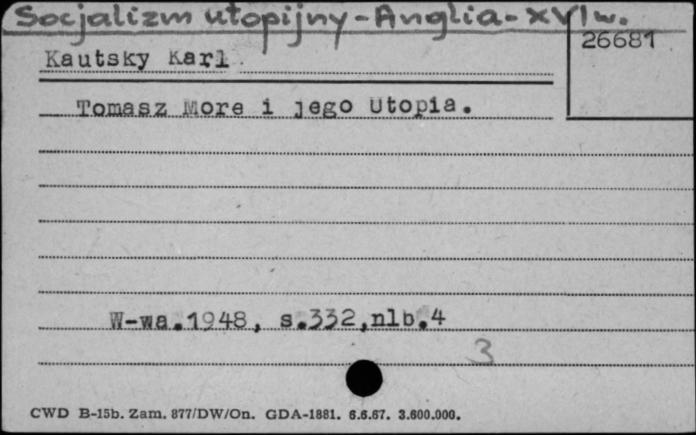 Socjalizm utopijny-Anglia-XVI w.
26681
Kautsky Karl
Tomasz More i jego Utopia.
W-wa.1948, s.332,nlb.4
3
CWD B-15b. Zam. 877/DW/On. GDA-1881. 6.6.67. 3.600.000.